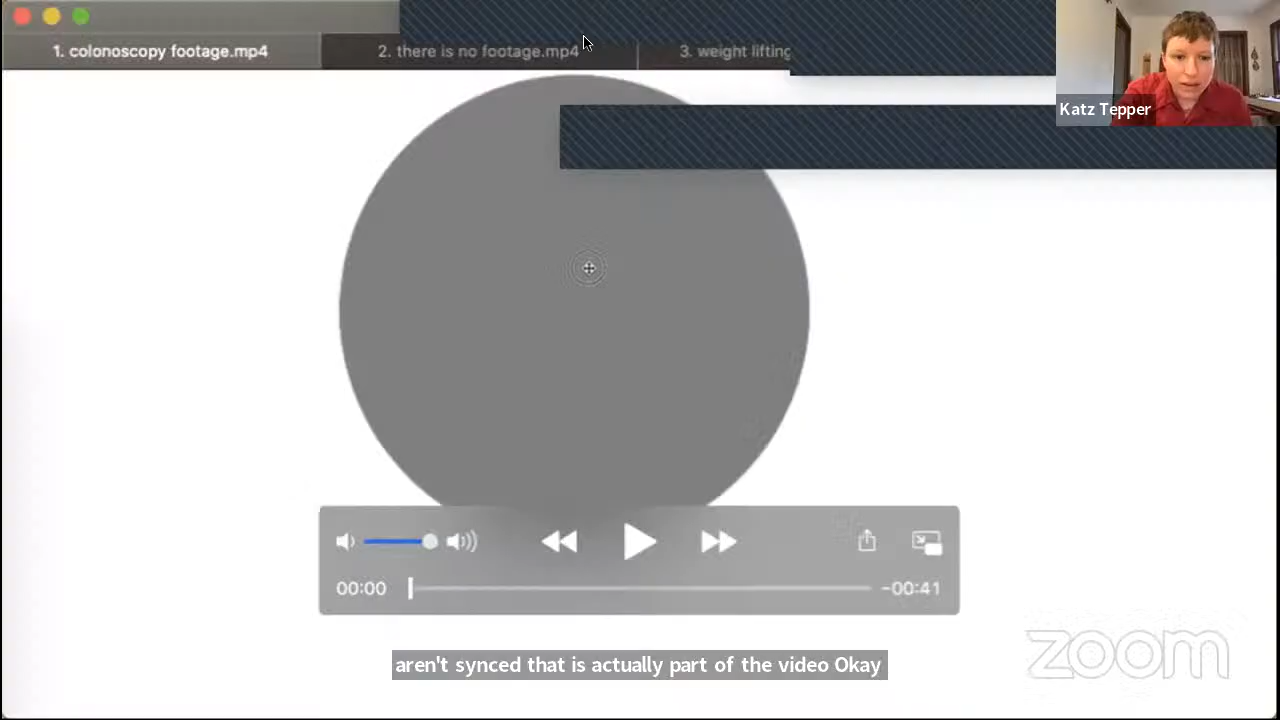 1. colonoscopy footage.mp4
2. there is no footage.mp4
3. weight lifting
Katz Tepper
00:00
-00:41
aren't synced that is actually part of the video Okay
zoom